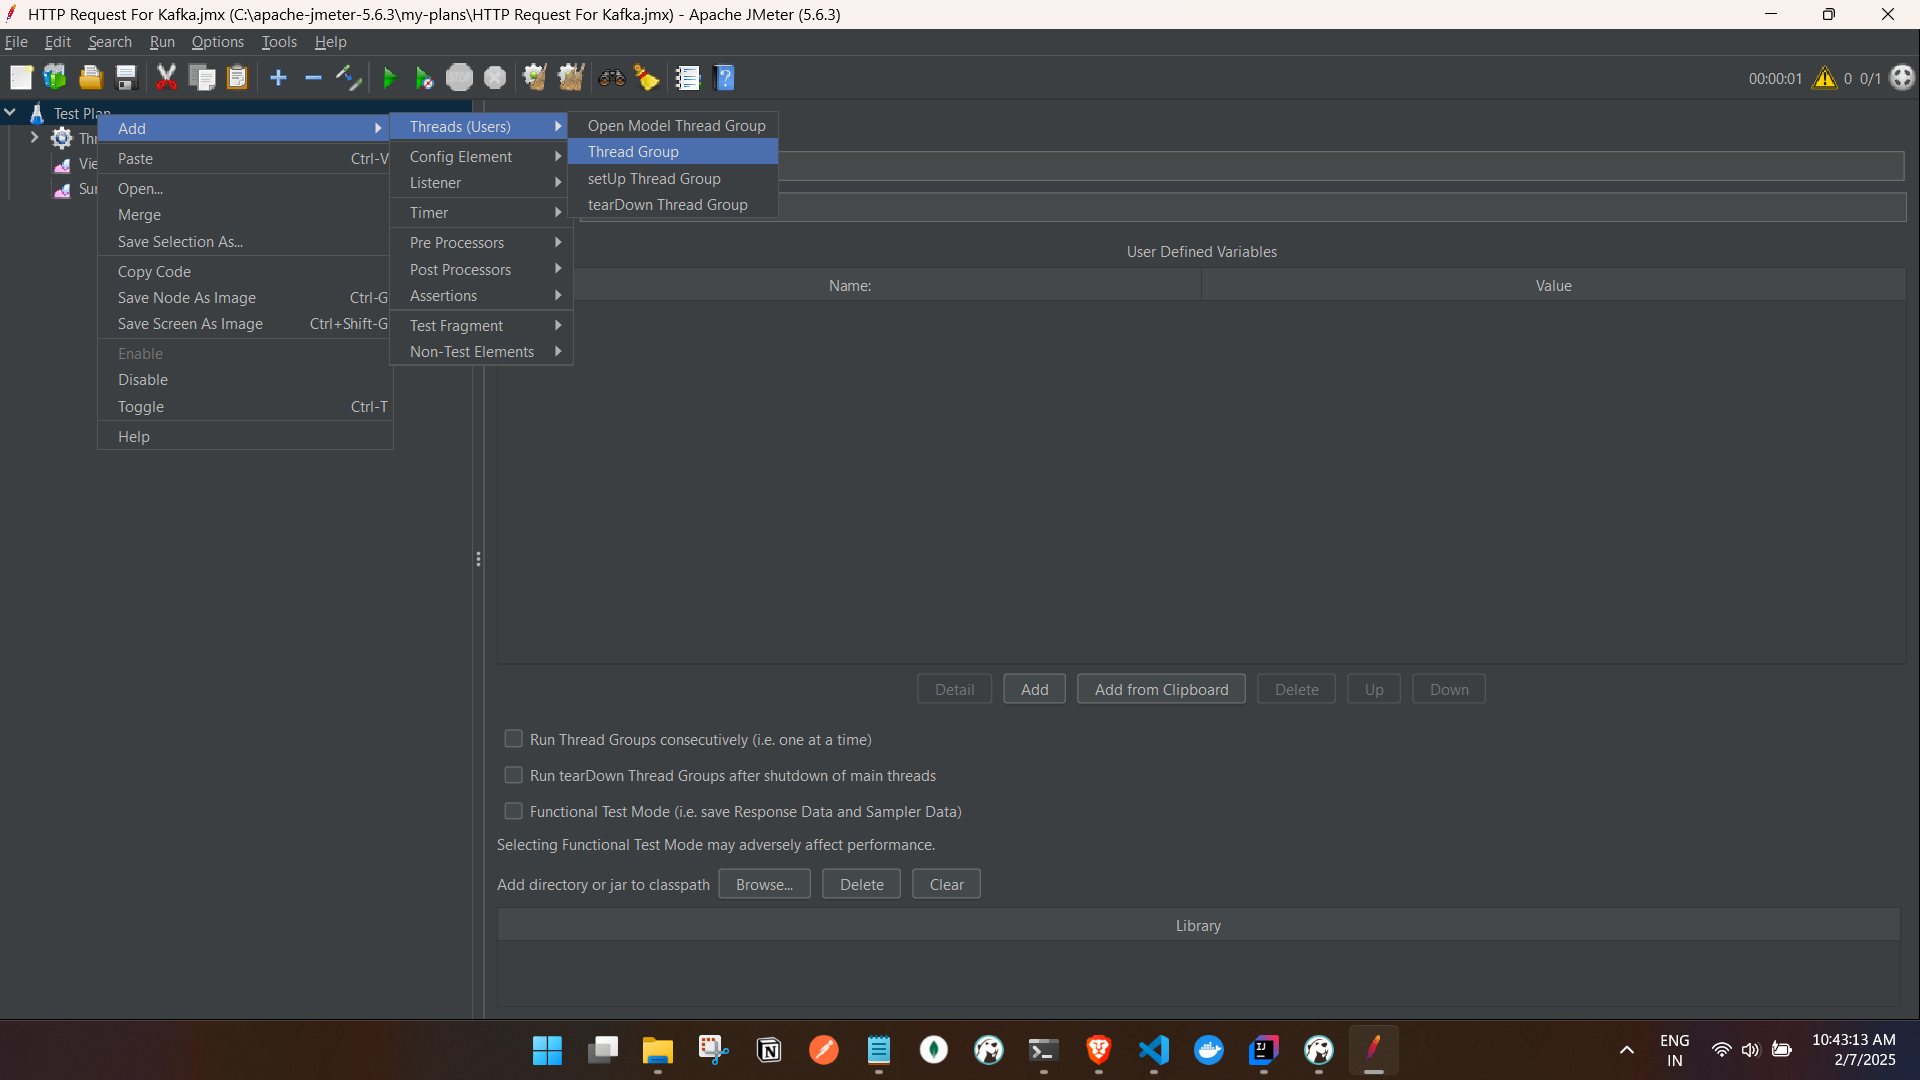 HTTP Request For Kafka.jmx (C:\apache-jmeter-5.6.3\my-plans\HTTP Request For Kafka.jmx) - Apache JMeter (5.6.3)
File Edit Search Run Options Tools Help
STOP
00:00:01 0 0/1
Test Plan
Thr
Vie
Sur
Add
Paste Ctrl-V
Open...
Merge
Save Selection As...
Copy Code
Save Node As Image Ctrl-G
Save Screen As Image Ctrl+Shift-G
Enable
Disable
Toggle Ctrl-T
Help
Threads (Users)
Config Element
Listener
Timer
Pre Processors
Post Processors
Assertions
Test Fragment
Non-Test Elements
Open Model Thread Group
Thread Group
setUp Thread Group
tearDown Thread Group
User Defined Variables
Name: Value
Detail Add Add from Clipboard Delete Up Down
Run Thread Groups consecutively (i.e. one at a time)
Run tearDown Thread Groups after shutdown of main threads
Functional Test Mode (i.e. save Response Data and Sampler Data)
Selecting Functional Test Mode may adversely affect performance.
Add directory or jar to classpath Browse... Delete Clear
Library
ENG
IN
10:43:13 AM
2/7/2025